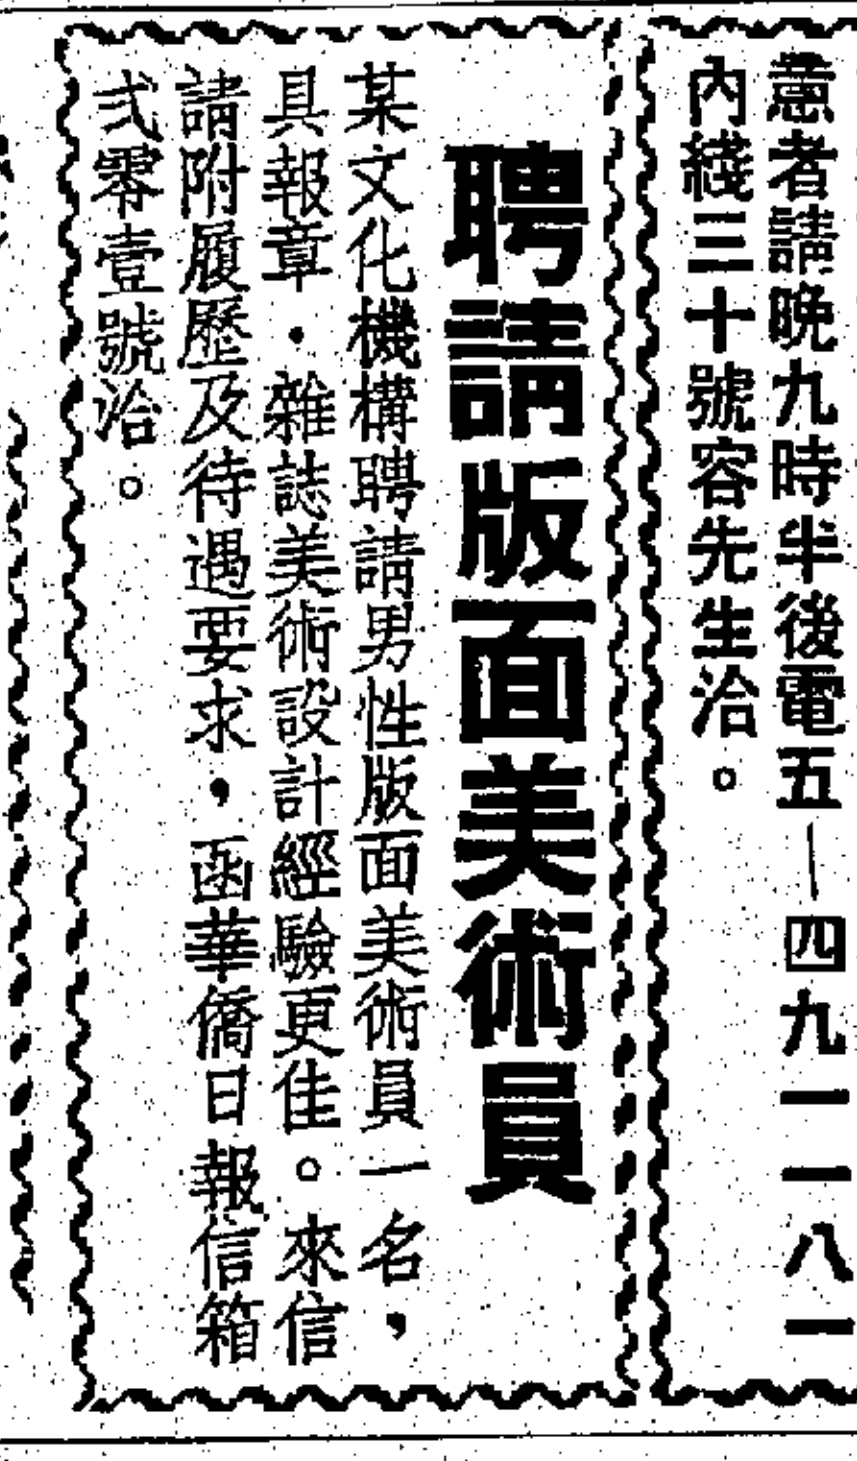 意者請晚九時半後電五—四九一一八一
內綫三十號容先生洽。
聘請版面美術員
某文化機構聘請男性版面美術員一名，
具報章・雜誌美術設計經驗更佳。來信
請附履歷及待遇要求，函華僑日報信箱
弍零壹號洽。